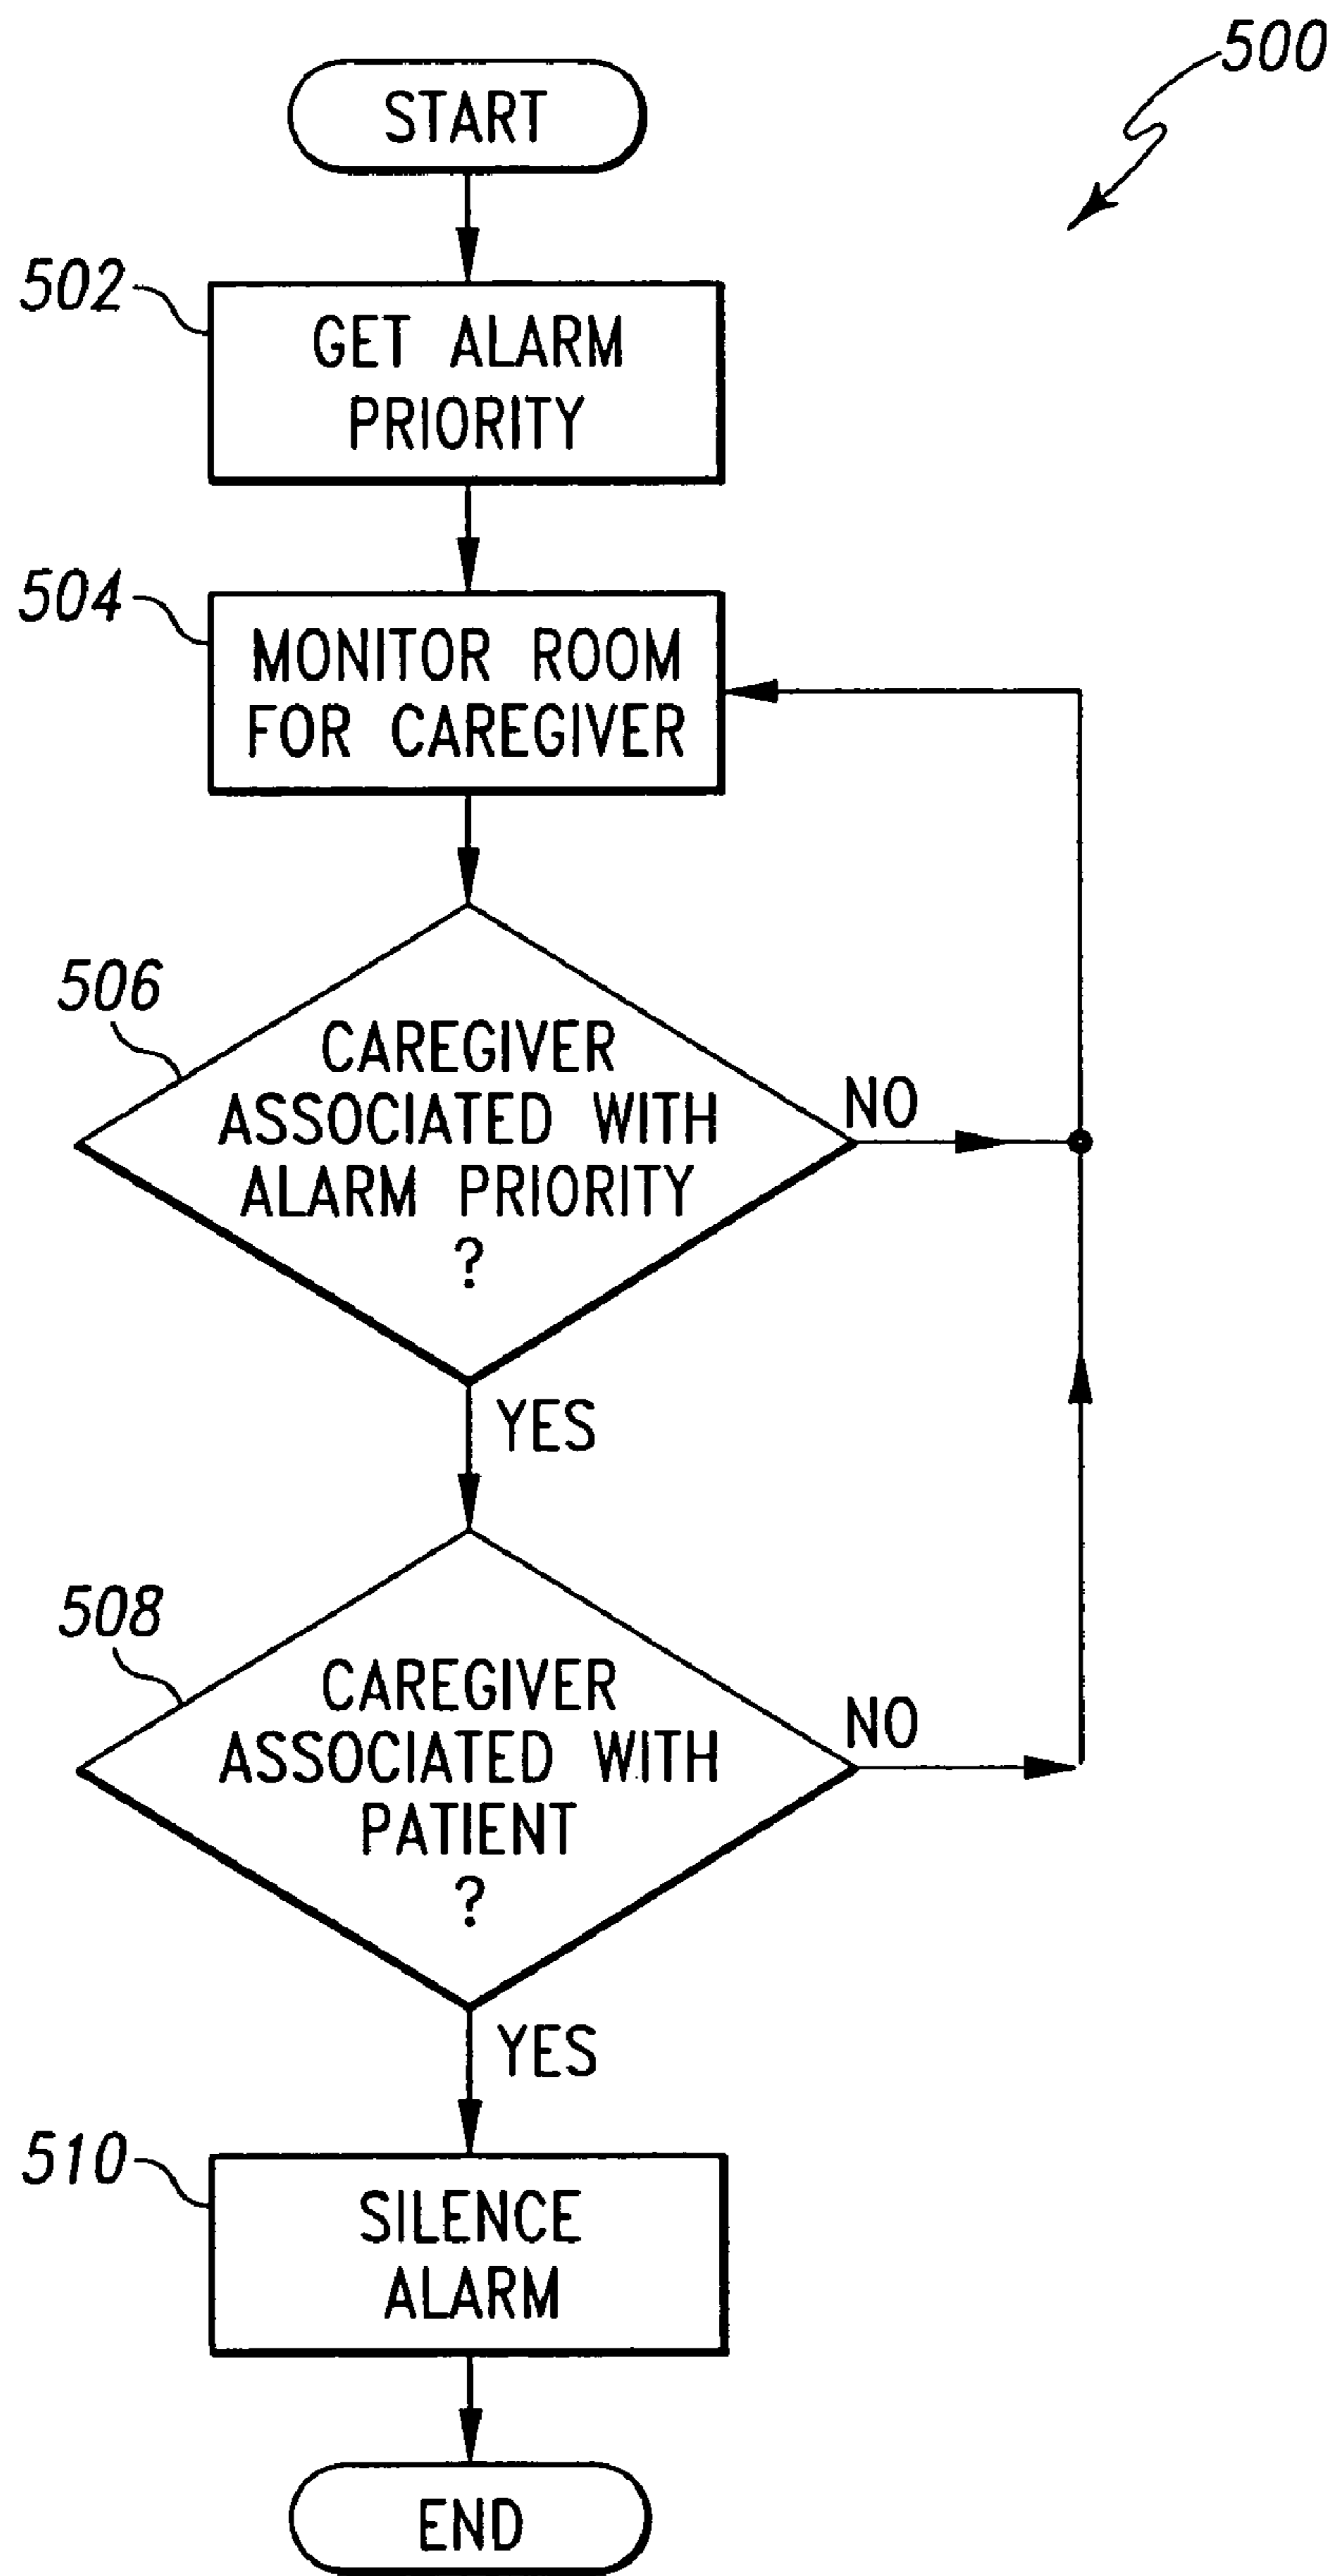 500
START
502
GET ALARM
PRIORITY
504
MONITOR ROOM
FOR CAREGIVER
506
CAREGIVER
ASSOCIATED WITH
ALARM PRIORITY
?
NO
YES
508
CAREGIVER
ASSOCIATED WITH
PATIENT
?
NO
YES
510
SILENCE
ALARM
END